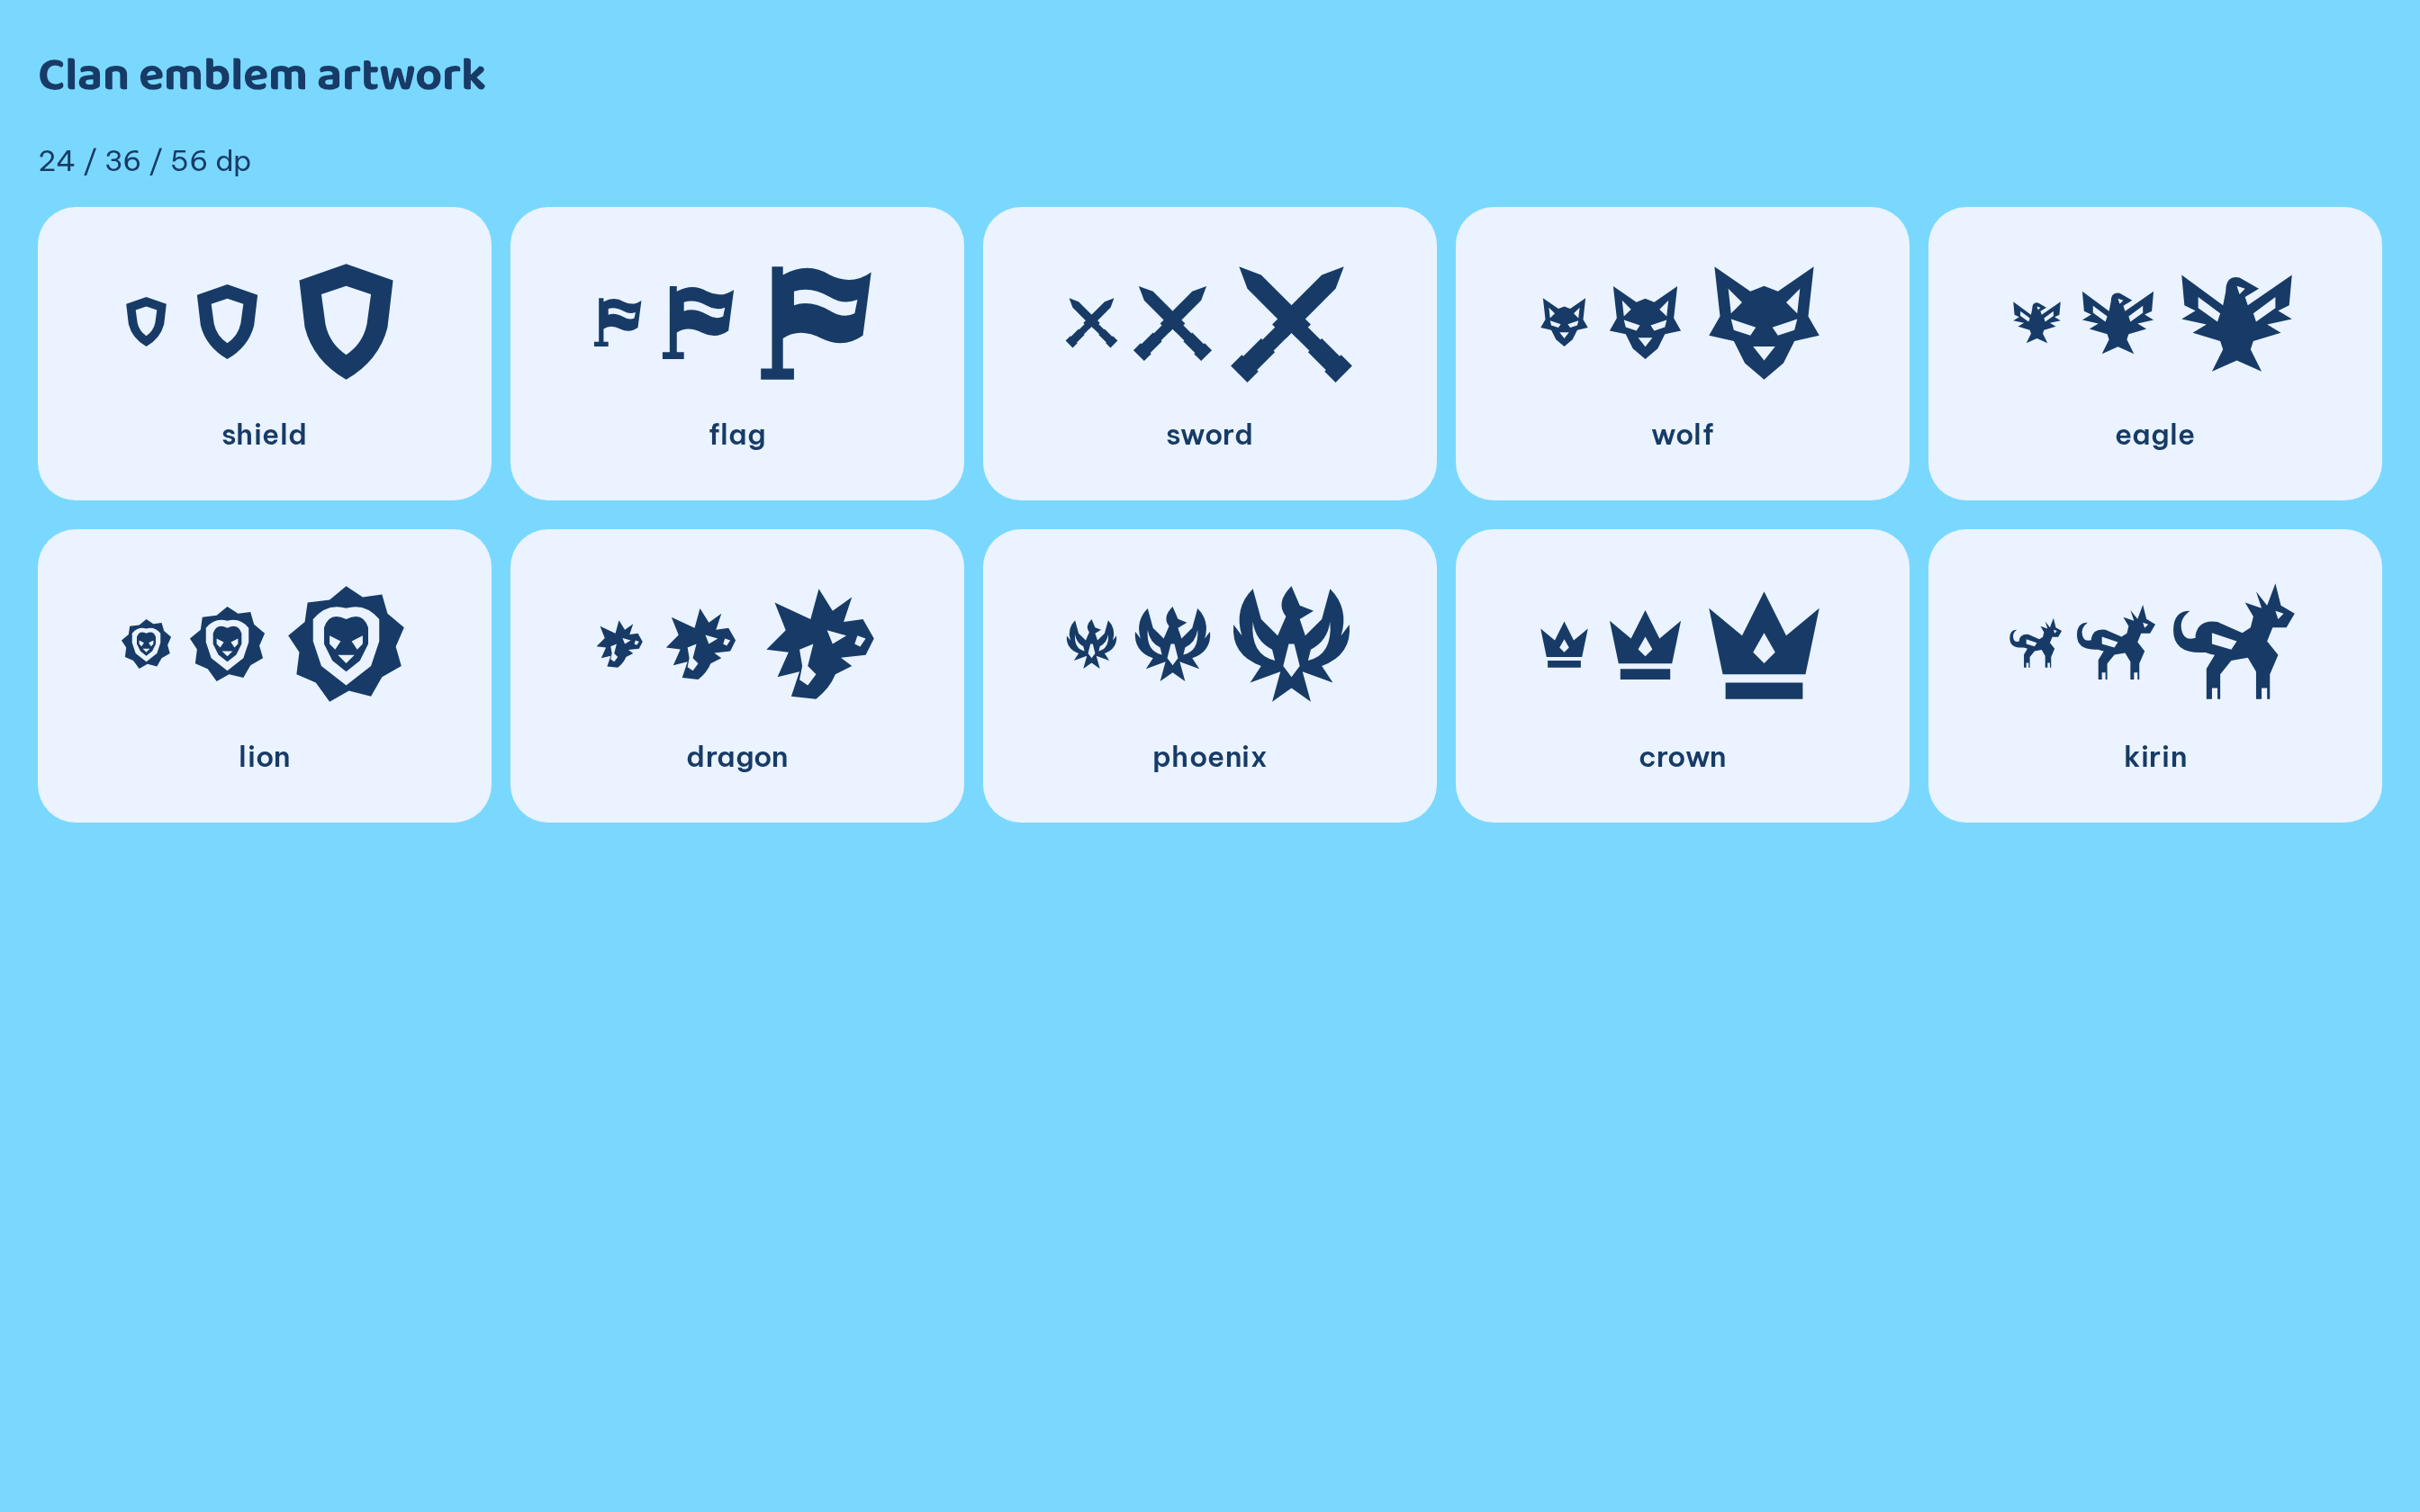 Clan emblem artwork
24 / 36 / 56 dp
shield
flag
sword
wolf
eagle
lion
dragon
phoenix
crown
kirin